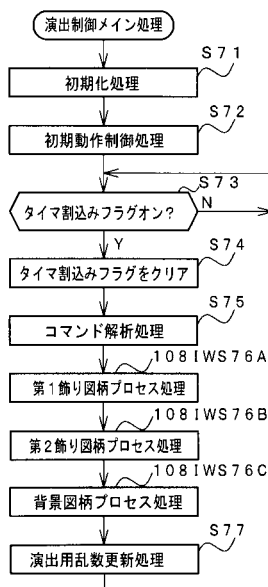 演出制御メイン処理
S71
初期化処理
S72
初期動作制御処理
S73
タイマ割込みフラグオン?
N
Y
S74
タイマ割込みフラグをクリア
S75
コマンド解析処理
108IWS76A
第1飾り図柄プロセス処理
108IWS76B
第2飾り図柄プロセス処理
108IWS76C
背景図柄プロセス処理
S77
演出用乱数更新処理